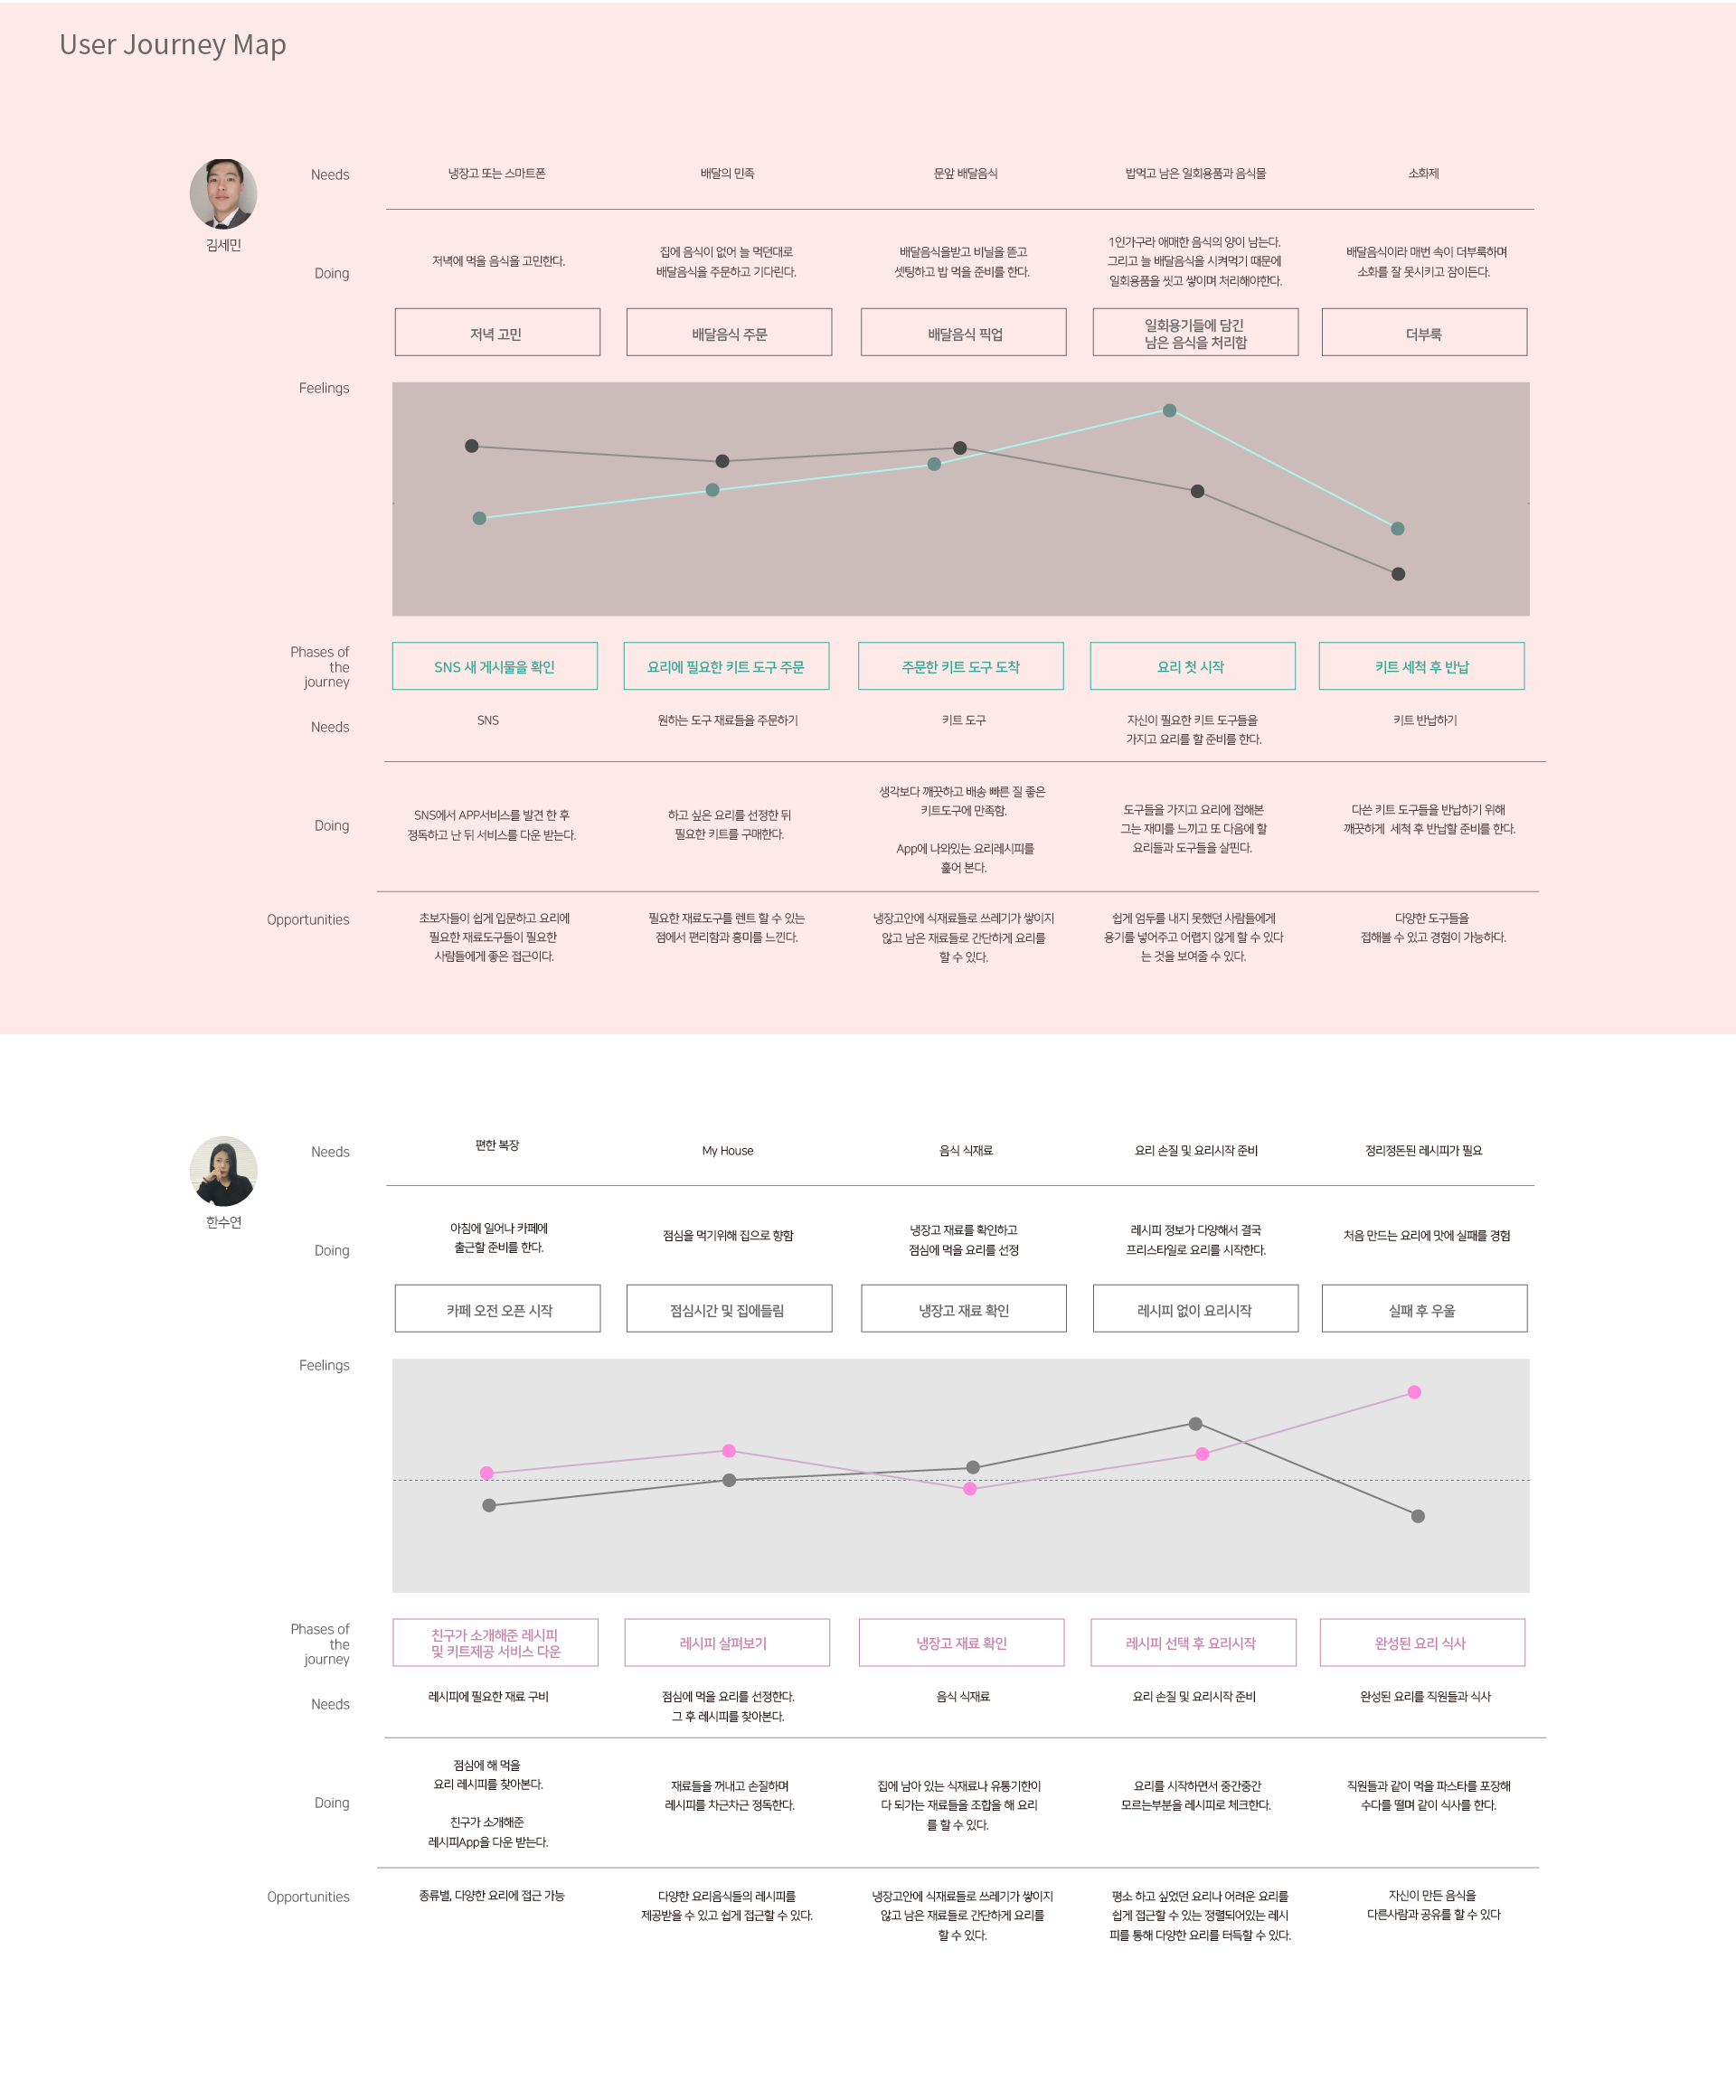 User Journey Map
김세민
Needs
냉장고 또는 스마트폰
배달의 민족
문앞 배달음식
밥먹고 남은 일회용품과 음식물
소화제
Doing
저녁에 먹을 음식을 고민한다.
집에 음식이 없어 늘 먹던대로
배달음식을 주문하고 기다린다.
배달음식을받고 비닐을 뜯고
셋팅하고 밥 먹을 준비를 한다.
1인가구라 애매한 음식의 양이 남는다.
그리고 늘 배달음식을 시켜먹기 때문에
일회용품을 씻고 쌓이며 처리해야한다.
배달음식이라 매번 속이 더부룩하며
소화를 잘 못시키고 잠이든다.
저녁 고민
배달음식 주문
배달음식 픽업
일회용기들에 담긴
남은 음식을 처리함
더부룩
Feelings
Phases of
the
journey
SNS 새 게시물을 확인
요리에 필요한 키트 도구 주문
주문한 키트 도구 도착
요리 첫 시작
키트 세척 후 반납
Needs
SNS
원하는 도구 재료들을 주문하기
키트 도구
자신이 필요한 키트 도구들을
가지고 요리를 할 준비를 한다.
키트 반납하기
Doing
SNS에서 APP서비스를 발견 한 후
정독하고 난 뒤 서비스를 다운 받는다.
하고 싶은 요리를 선정한 뒤
필요한 키트를 구매한다.
생각보다 깨끗하고 배송 빠른 질 좋은
키트도구에 만족함.
App에 나와있는 요리레시피를
훑어 본다.
도구들을 가지고 요리에 접해본
그는 재미를 느끼고 또 다음에 할
요리들과 도구들을 살핀다.
다쓴 키트 도구들을 반납하기 위해
깨끗하게 세척 후 반납할 준비를 한다.
Opportunities
초보자들이 쉽게 입문하고 요리에
필요한 재료도구들이 필요한
사람들에게 좋은 접근이다.
필요한 재료도구를 렌트 할 수 있는
점에서 편리함과 흥미를 느낀다.
냉장고안에 식재료들로 쓰레기가 쌓이지
않고 남은 재료들로 간단하게 요리를
할 수 있다.
쉽게 엄두를 내지 못했던 사람들에게
용기를 넣어주고 어렵지 않게 할 수 있다
는 것을 보여줄 수 있다.
다양한 도구들을
접해볼 수 있고 경험이 가능하다.
한수연
Needs
편한 복장
My House
음식 식재료
요리 손질 및 요리시작 준비
정리정돈된 레시피가 필요
Doing
아침에 일어나 카페에
출근할 준비를 한다.
점심을 먹기위해 집으로 향함
냉장고 재료를 확인하고
점심에 먹을 요리를 선정
레시피 정보가 다양해서 결국
프리스타일로 요리를 시작한다.
처음 만드는 요리에 맛에 실패를 경험
카페 오전 오픈 시작
점심시간 및 집에들림
냉장고 재료 확인
레시피 없이 요리시작
실패 후 우울
Feelings
Phases of
the
journey
친구가 소개해준 레시피
및 키트제공 서비스 다운
레시피 살펴보기
냉장고 재료 확인
레시피 선택 후 요리시작
완성된 요리 식사
Needs
레시피에 필요한 재료 구비
점심에 먹을 요리를 선정한다.
그 후 레시피를 찾아본다.
음식 식재료
요리 손질 및 요리시작 준비
완성된 요리를 직원들과 식사
Doing
점심에 해 먹을
요리 레시피를 찾아본다.
친구가 소개해준
레시피App을 다운 받는다.
재료들을 꺼내고 손질하며
레시피를 차근차근 정독한다.
집에 남아 있는 식재료나 유통기한이
다 되가는 재료들을 조합을 해 요리
를 할 수 있다.
요리를 시작하면서 중간중간
모르는부분을 레시피로 체크한다.
직원들과 같이 먹을 파스타를 포장해
수다를 떨며 같이 식사를 한다.
Opportunities
종류별, 다양한 요리에 접근 가능
다양한 요리음식들의 레시피를
제공받을 수 있고 쉽게 접근할 수 있다.
냉장고안에 식재료들로 쓰레기가 쌓이지
않고 남은 재료들로 간단하게 요리를
할 수 있다.
평소 하고 싶었던 요리나 어려운 요리를
쉽게 접근할 수 있는 정렬되어있는 레시
피를 통해 다양한 요리를 터득할 수 있다.
자신이 만든 음식을
다른사람과 공유를 할 수 있다